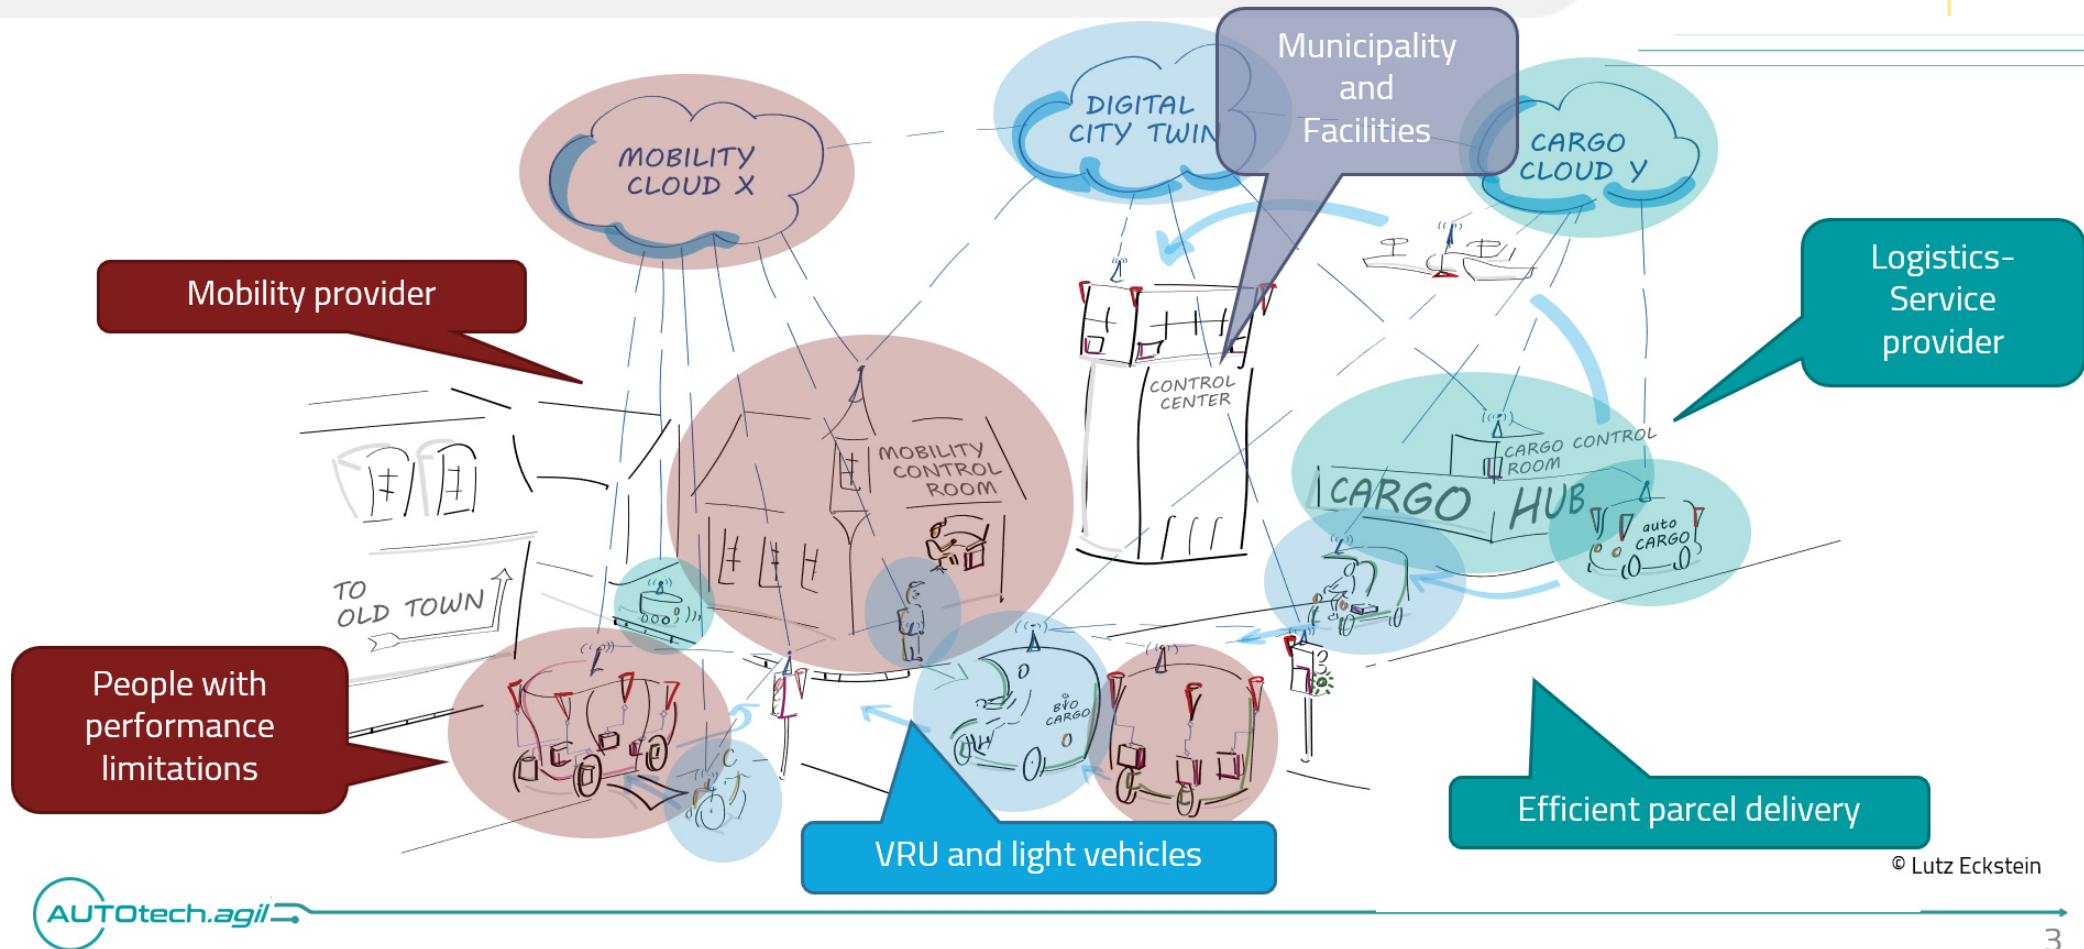 Municipality
and
Facilities
DIGITAL
CITY TWIN
MOBILITY
CLOUD X
CARGO
CLOUD Y
Mobility provider
Logistics-
Service
provider
CONTROL
CENTER
MOBILITY
CONTROL
ROOM
CARGO CONTROL
ROOM
CARGO HUB
auto
CARGO
TO
OLD TOWN
People with
performance
limitations
BIO
CARGO
VRU and light vehicles
Efficient parcel delivery
© Lutz Eckstein
AUTOtech.agil
3